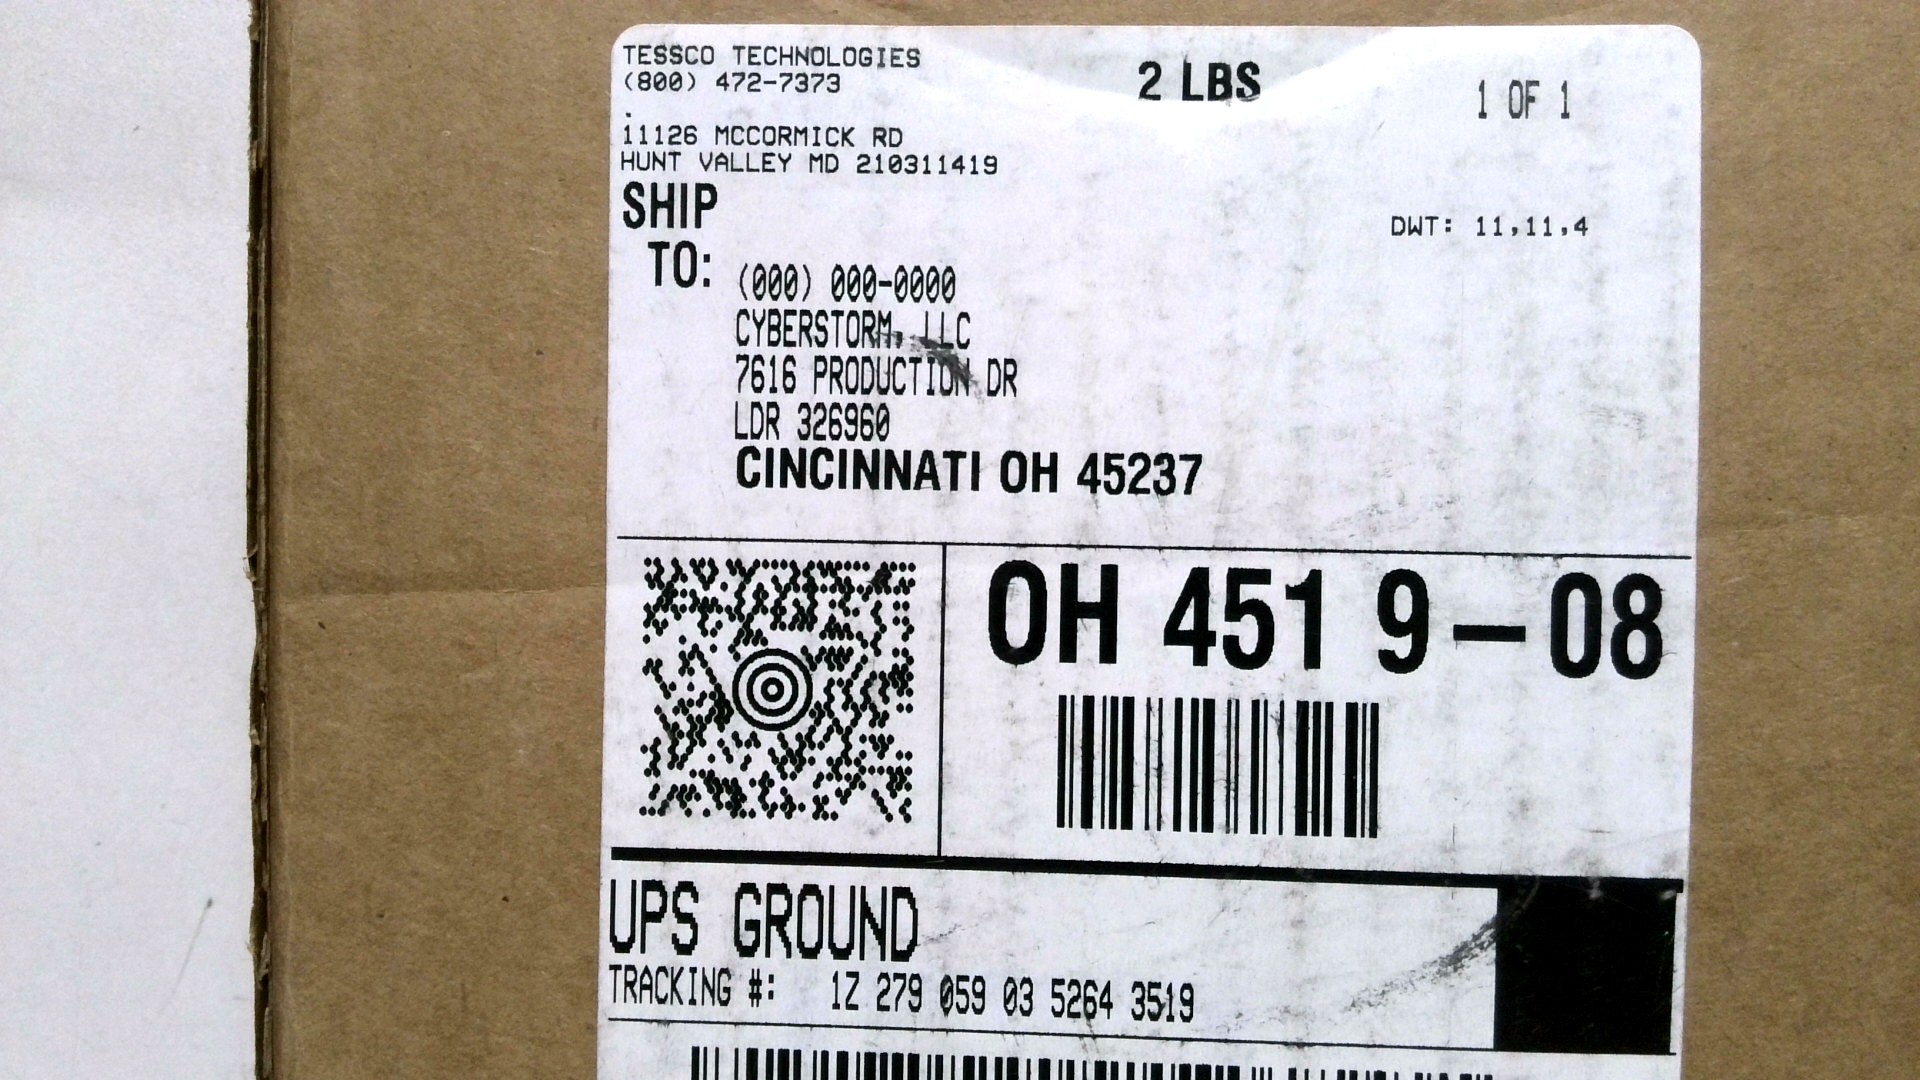 TESSCO TECHNOLOGIES
(800) 472-7373
.
11126 MCCORMICK RD
HUNT VALLEY MD 210311419
2 LBS
1 OF 1
DWT: 11,11,4
SHIP
TO:
(000) 000-0000
CYBERSTORM, LLC
7616 PRODUCTION DR
LDR 326960
CINCINNATI OH 45237
OH 451 9-08
UPS GROUND
TRACKING #: 1Z 279 059 03 5264 3519